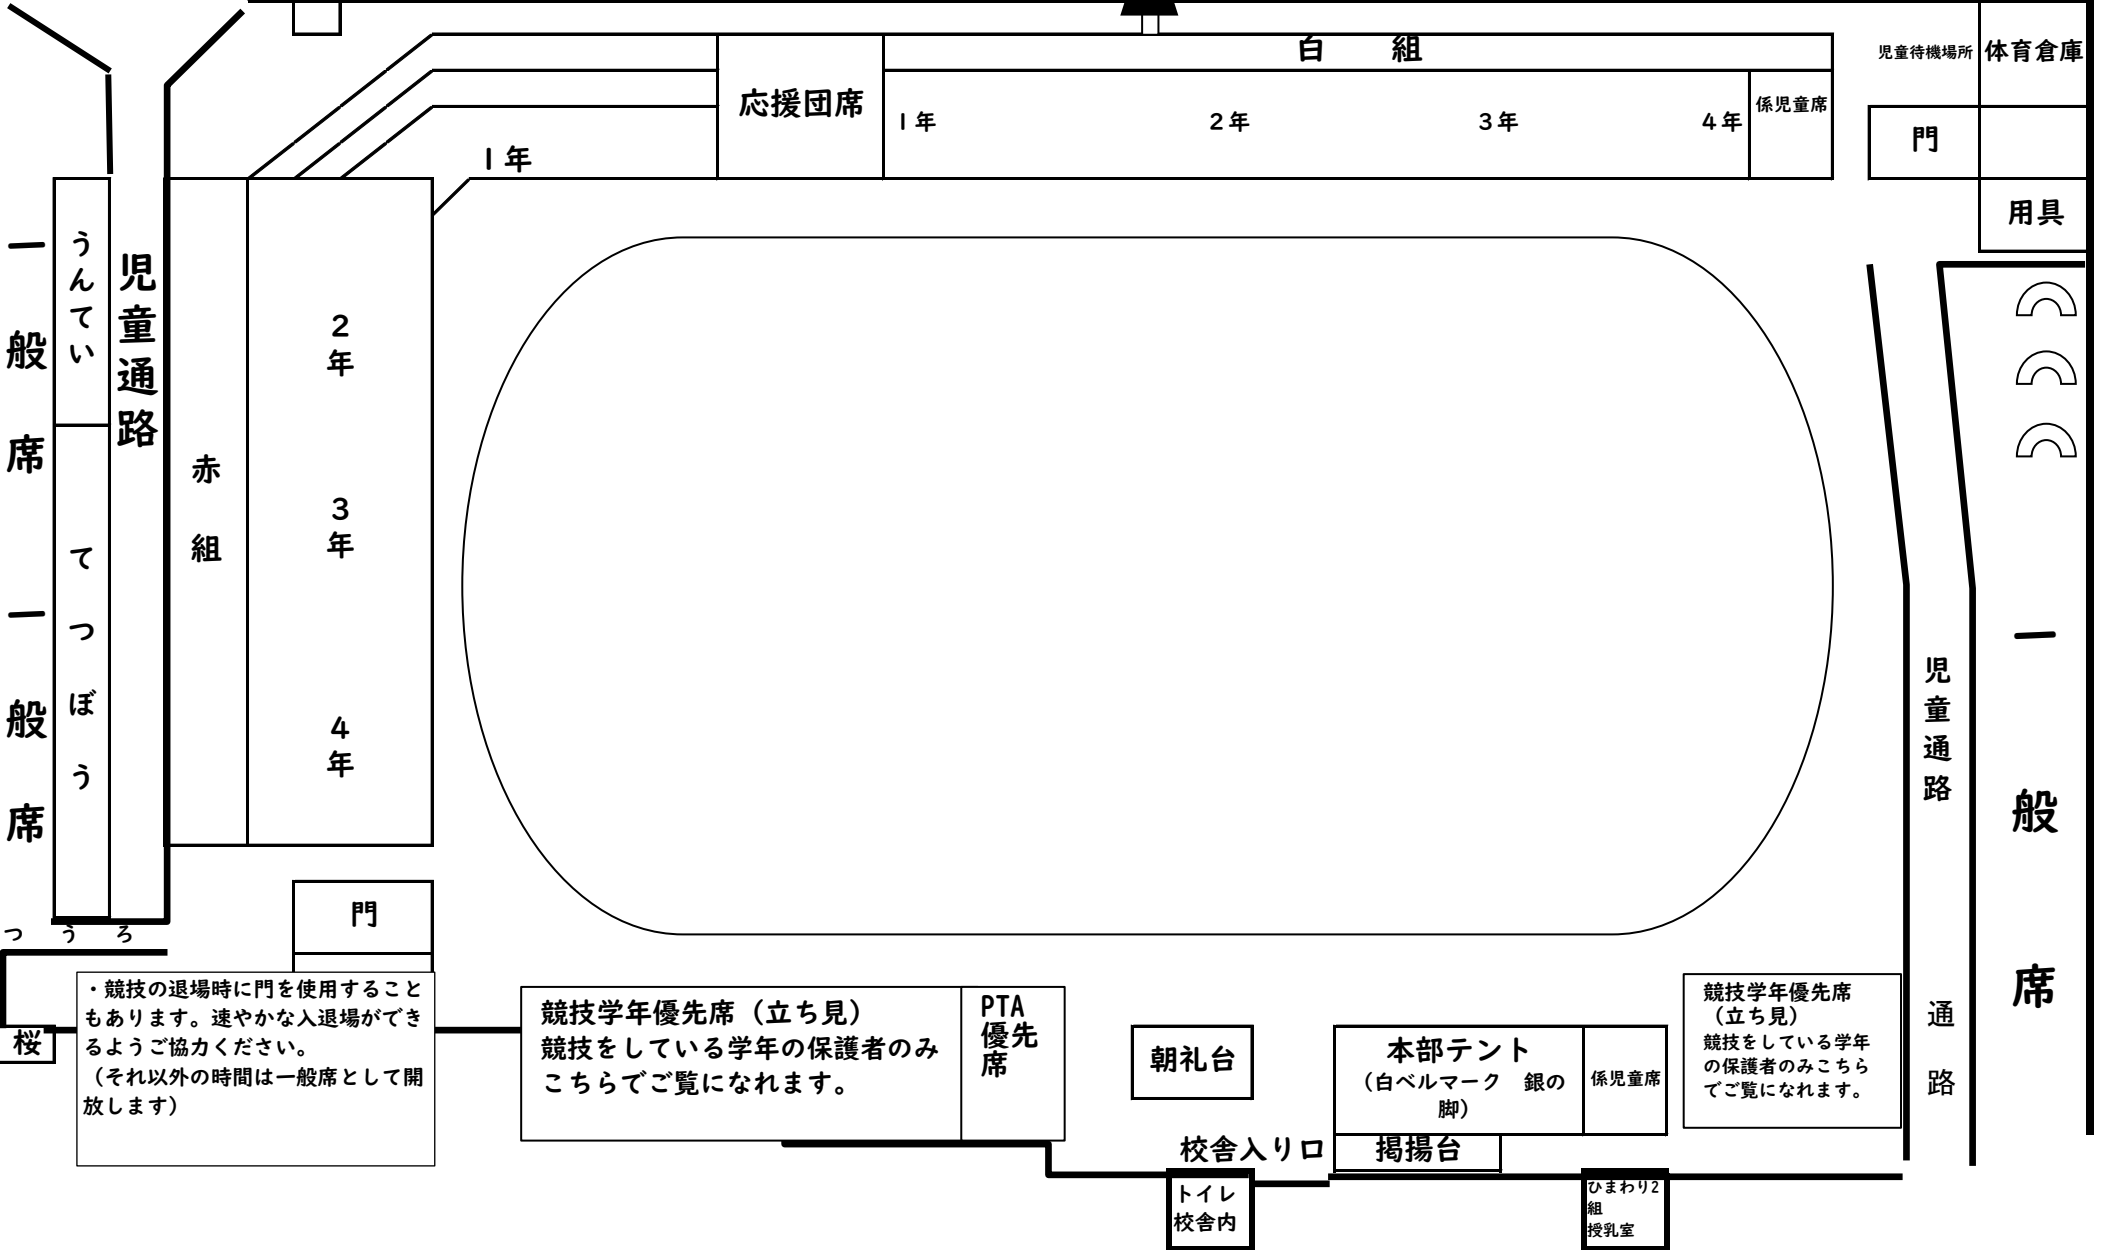 白　組
児童待機場所
体育倉庫
応援団席
1年
2年
3年
4年
係児童席
門
1年
用具
一般席
うんてい
児童通路
2年
赤組
3年
てつぼう
一般席
4年
一般席
児童通路
門
つうろ
・競技の退場時に門を使用すること
もあります。速やかな入退場ができ
るようご協力ください。
（それ以外の時間は一般席として開
放します）
桜
競技学年優先席（立ち見）
競技をしている学年の保護者のみ
こちらでご覧になれます。
PTA
優先
席
朝礼台
本部テント
（白ベルマーク　銀の
脚）
係児童席
競技学年優先席
（立ち見）
競技をしている学年
の保護者のみこちら
でご覧になれます。
通路
校舎入り口
掲揚台
トイレ
校舎内
ひまわり2
組
授乳室